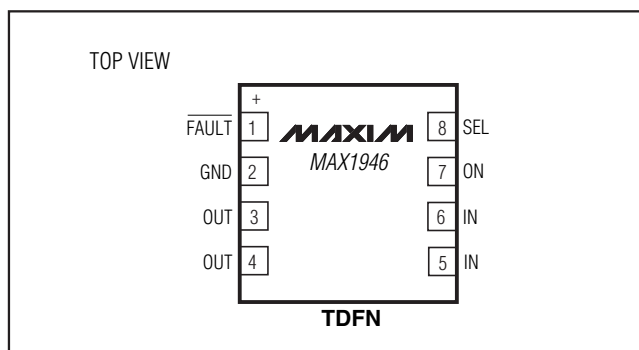 TOP VIEW
+
FAULT 1 MAXIM 8 SEL
GND 2 MAX1946 7 ON
OUT 3 6 IN
OUT 4 5 IN
TDFN